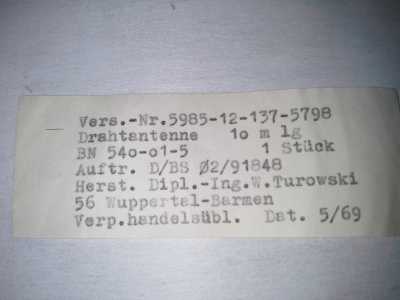 Vers.-Nr.5985-12-137-5798
Drahtantenne 1o m lg
BN 54o-o1-5 1 Stück
Auftr. D/BS Ø2/91848
Herst. Dipl.-Ing.W.Turowski
56 Wuppertal-Barmen
Verp.handelsübl. Dat. 5/69